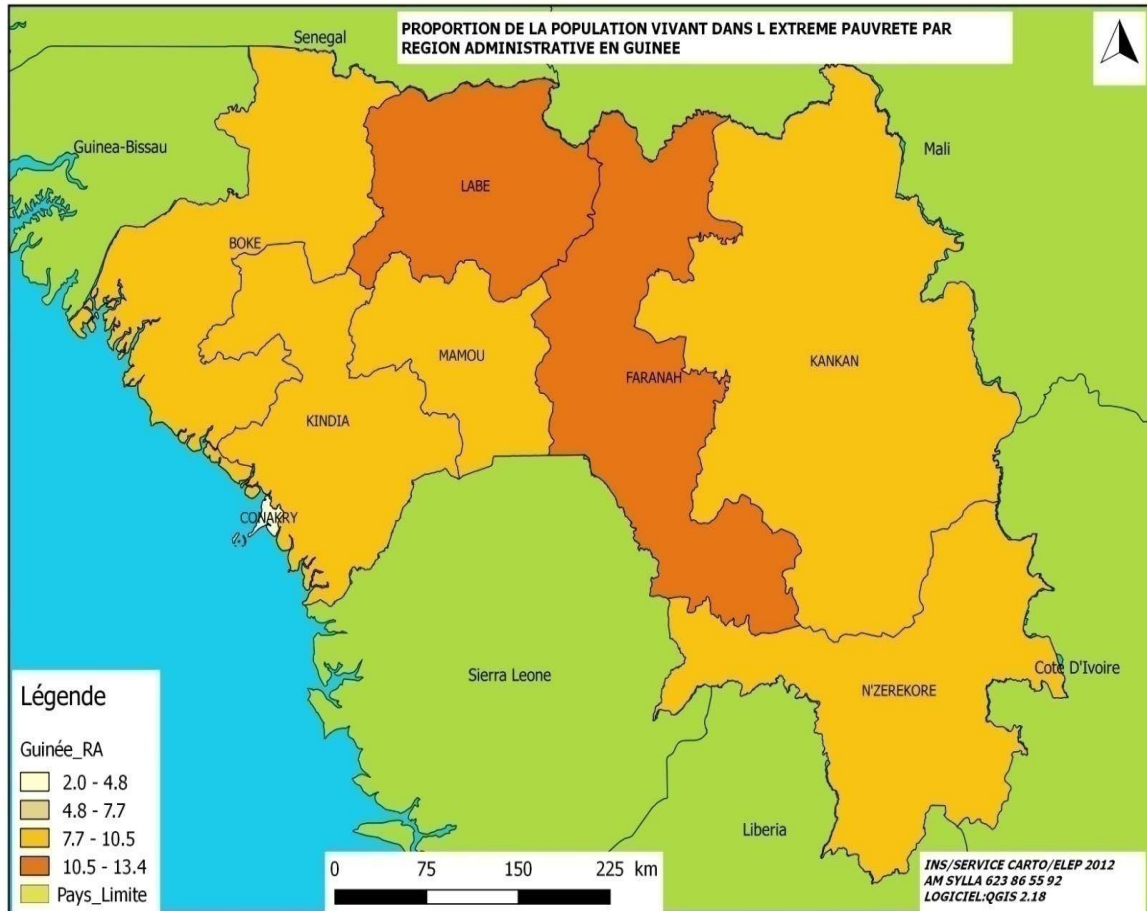 PROPORTION DE LA POPULATION VIVANT DANS L EXTREME PAUVRETE PAR
REGION ADMINISTRATIVE EN GUINEE
Senegal
Guinea-Bissau
Mali
LABE
BOKE
MAMOU
FARANAH
KANKAN
KINDIA
CONAKRY
Sierra Leone
N'ZEREKORE
Cote D'Ivoire
Liberia
Légende
Guinée_RA
2.0 - 4.8
4.8 - 7.7
7.7 - 10.5
10.5 - 13.4
Pays_Limite
0 75 150 225 km
INS/SERVICE CARTO/ELEP 2012
AM SYLLA 623 86 55 92
LOGICIEL:QGIS 2.18